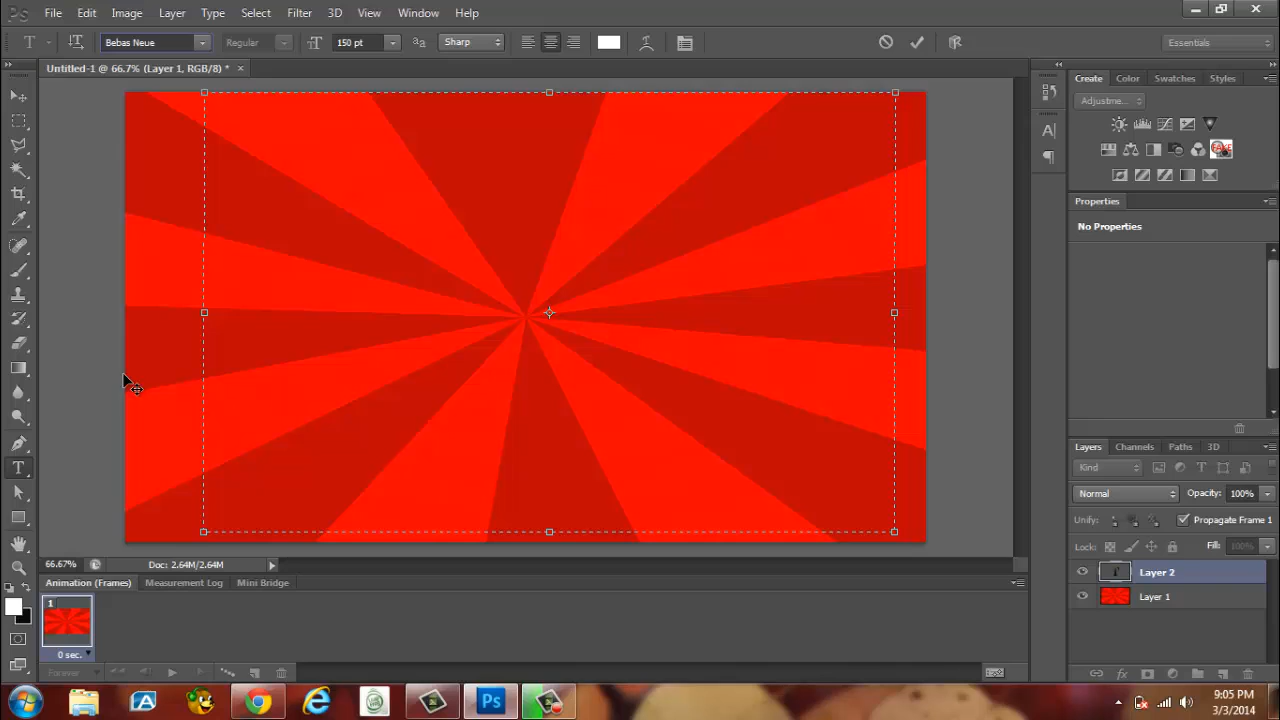 Ps File Edit Image Layer Type Select Filter 3D View Window Help
T Bebas Neue Regular 150 pt Sharp Essentials
Untitled-1 @ 66.7% (Layer 1, RGB/8) * ×
Create Color Swatches Styles
Adjustme...
Properties
No Properties
Layers Channels Paths 3D
Kind
Normal Opacity: 100%
Unify: Propagate Frame 1
Lock: Fill: 100%
Layer 2
Layer 1
66.67% Doc: 2.64M/2.64M
Animation (Frames) Measurement Log Mini Bridge
1
0 sec.
Forever
Ps
9:05 PM
3/3/2014